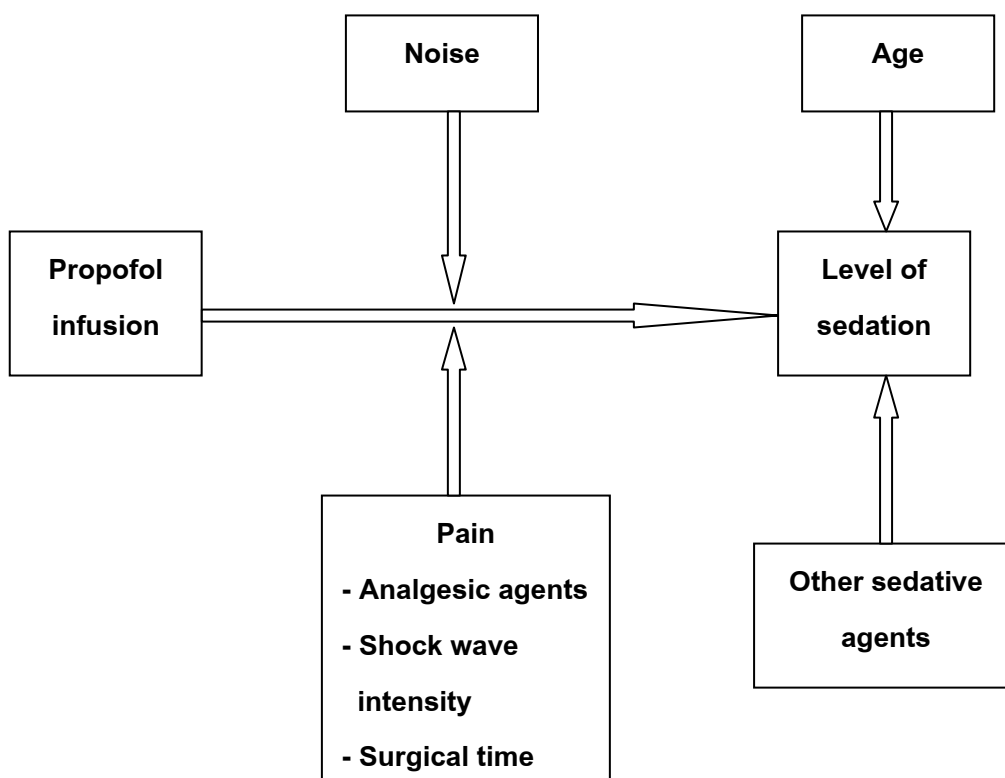 Noise
Age
Propofol
infusion
Level of
sedation
Pain
- Analgesic agents
- Shock wave
intensity
- Surgical time
Other sedative
agents